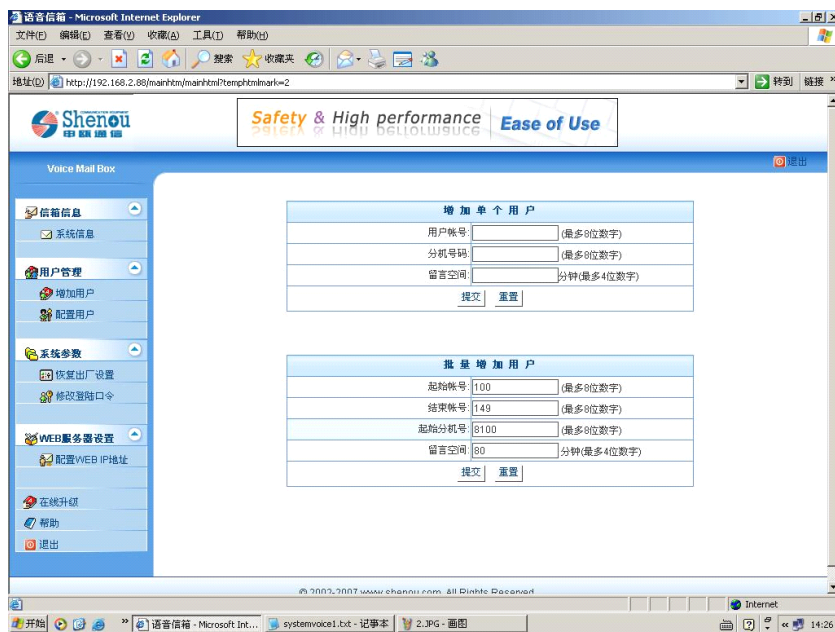 语音信箱 - Microsoft Internet Explorer
文件(F) 编辑(E) 查看(V) 收藏(A) 工具(T) 帮助(H)
后退 搜索 收藏夹
地址(D) http://192.168.2.88/mainhtm/mainhtml?temphtmlmark=2 转到 链接 »
Shenou
申瓯通信
Safety & High performance Ease of Use
Voice Mail Box
退出
信箱信息
系统信息
用户管理
增加用户
配置用户
系统参数
恢复出厂设置
修改登陆口令
WEB服务器设置
配置WEB IP地址
在线升级
帮助
退出
增加单个用户
用户帐号: (最多8位数字)
分机号码: (最多8位数字)
留言空间: 分钟(最多4位数字)
提交 重置
批量增加用户
起始帐号: 100 (最多8位数字)
结束帐号: 149 (最多8位数字)
起始分机号: 8100 (最多8位数字)
留言空间: 80 分钟(最多4位数字)
提交 重置
© 2002-2007 www.shenou.com. All Rights Reserved
Internet
开始 » 语音信箱 - Microsoft Int... systemvoice1.txt - 记事本 2.JPG - 画图 « 14:26